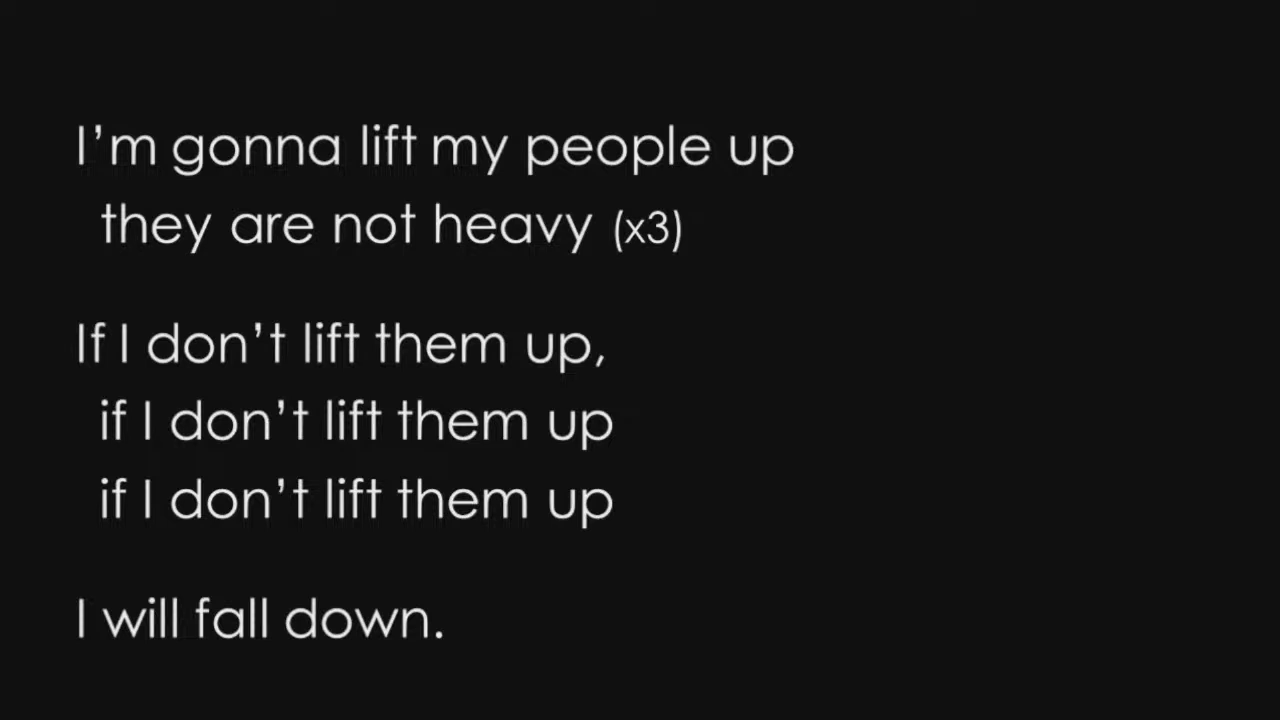 I’m gonna lift my people up
they are not heavy (x3)
If I don’t lift them up,
if I don’t lift them up
if I don’t lift them up
I will fall down.